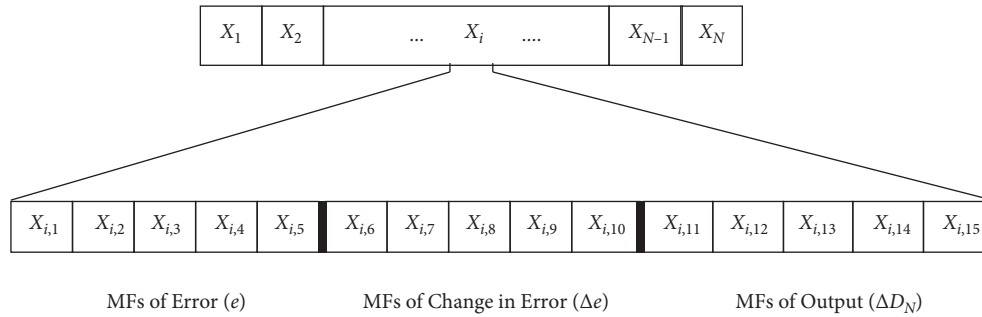 X1 X2 ... Xi .... XN–1 XN
Xi,1 Xi,2 Xi,3 Xi,4 Xi,5 Xi,6 Xi,7 Xi,8 Xi,9 Xi,10 Xi,11 Xi,12 Xi,13 Xi,14 Xi,15
MFs of Error (e) MFs of Change in Error (Δe) MFs of Output (ΔDN)